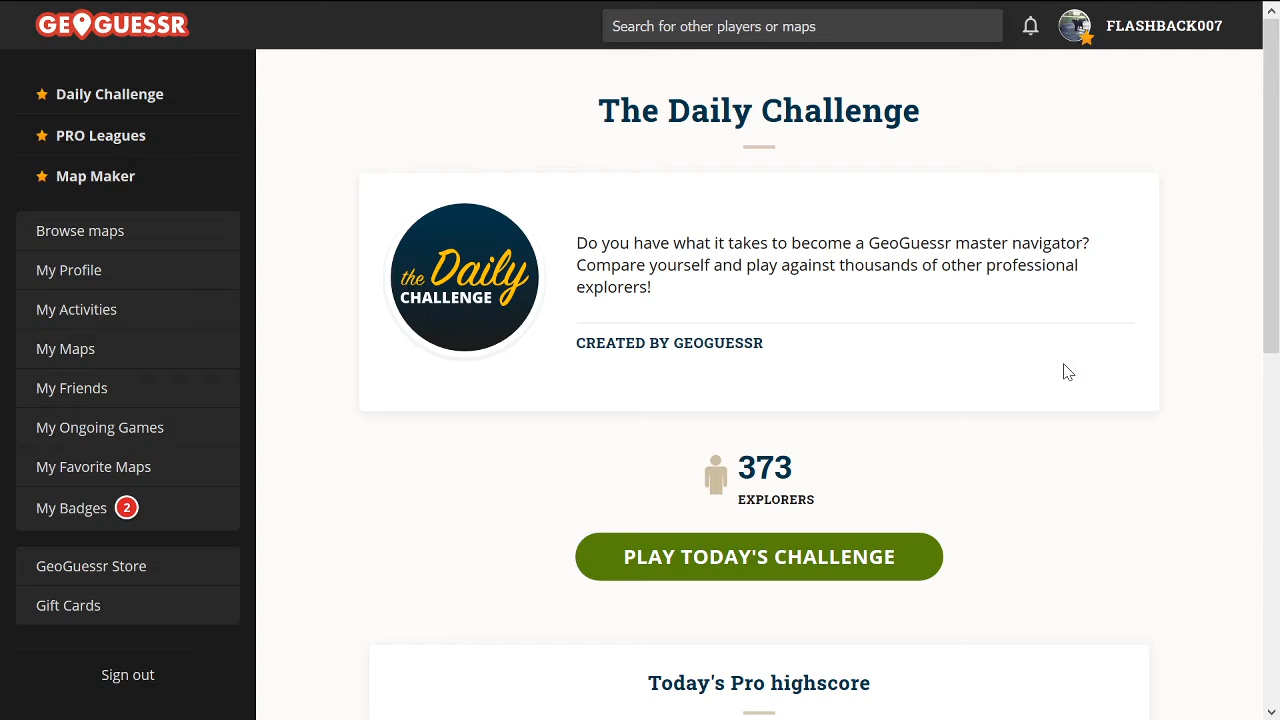 GEOGUESSR
Search for other players or maps
FLASHBACK007
Daily Challenge
PRO Leagues
Map Maker
Browse maps
My Profile
My Activities
My Maps
My Friends
My Ongoing Games
My Favorite Maps
My Badges 2
GeoGuessr Store
Gift Cards
Sign out
The Daily Challenge
the Daily
CHALLENGE
Do you have what it takes to become a GeoGuessr master navigator?
Compare yourself and play against thousands of other professional
explorers!
CREATED BY GEOGUESSR
373
EXPLORERS
PLAY TODAY'S CHALLENGE
Today's Pro highscore